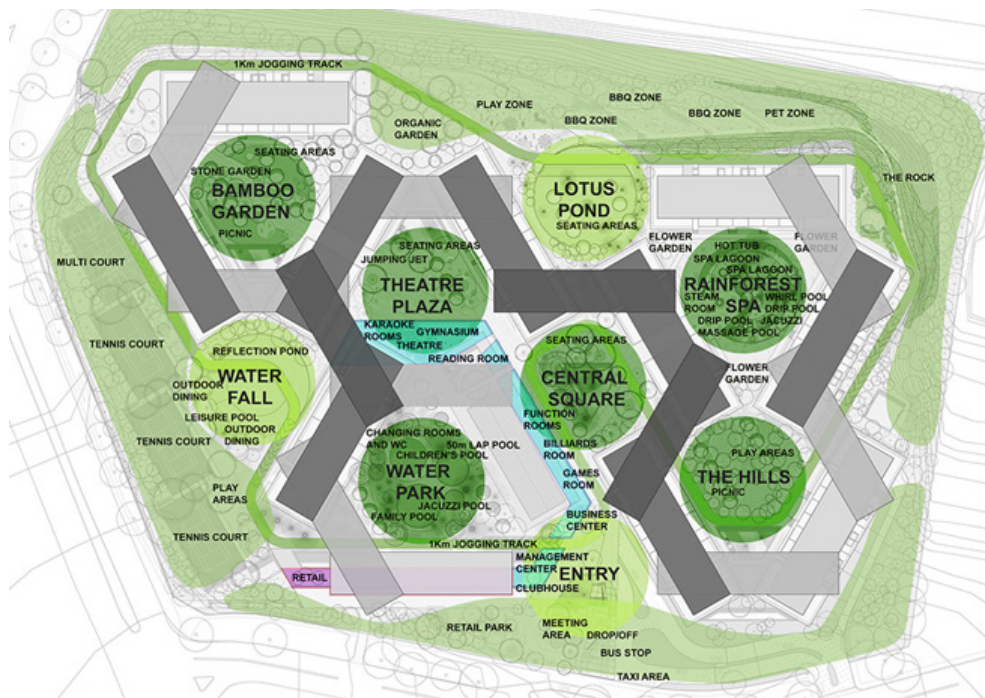 1Km JOGGING TRACK
PLAY ZONE
BBQ ZONE
BBQ ZONE
BBQ ZONE
PET ZONE
ORGANIC
GARDEN
THE ROCK
SEATING AREAS
STONE GARDEN
BAMBOO
GARDEN
PICNIC
LOTUS
POND
SEATING AREAS
FLOWER
GARDEN
FLOWER
GARDEN
MULTI COURT
SEATING AREAS
JUMPING JET
THEATRE
PLAZA
KARAOKE
ROOMS
GYMNASIUM
THEATRE
READING ROOM
HOT TUB
SPA LAGOON
SPA LAGOON
RAINFOREST
SPA
STEAM
ROOM
WHIRL POOL
DRIP POOL
DRIP POOL
JACUZZI
MASSAGE POOL
FLOWER
GARDEN
TENNIS COURT
REFLECTION POND
WATER
FALL
OUTDOOR
DINING
LEISURE POOL
OUTDOOR
DINING
TENNIS COURT
SEATING AREAS
CENTRAL
SQUARE
FUNCTION
ROOMS
BILLIARDS
ROOM
GAMES
ROOM
BUSINESS
CENTER
CHANGING ROOMS
AND WC
50m LAP POOL
CHILDREN'S POOL
WATER
PARK
JACUZZI POOL
FAMILY POOL
PLAY AREAS
THE HILLS
PICNIC
PLAY
AREAS
TENNIS COURT
1Km JOGGING TRACK
MANAGEMENT
CENTER
ENTRY
CLUBHOUSE
RETAIL
RETAIL PARK
MEETING
AREA
DROP/OFF
BUS STOP
TAXI AREA